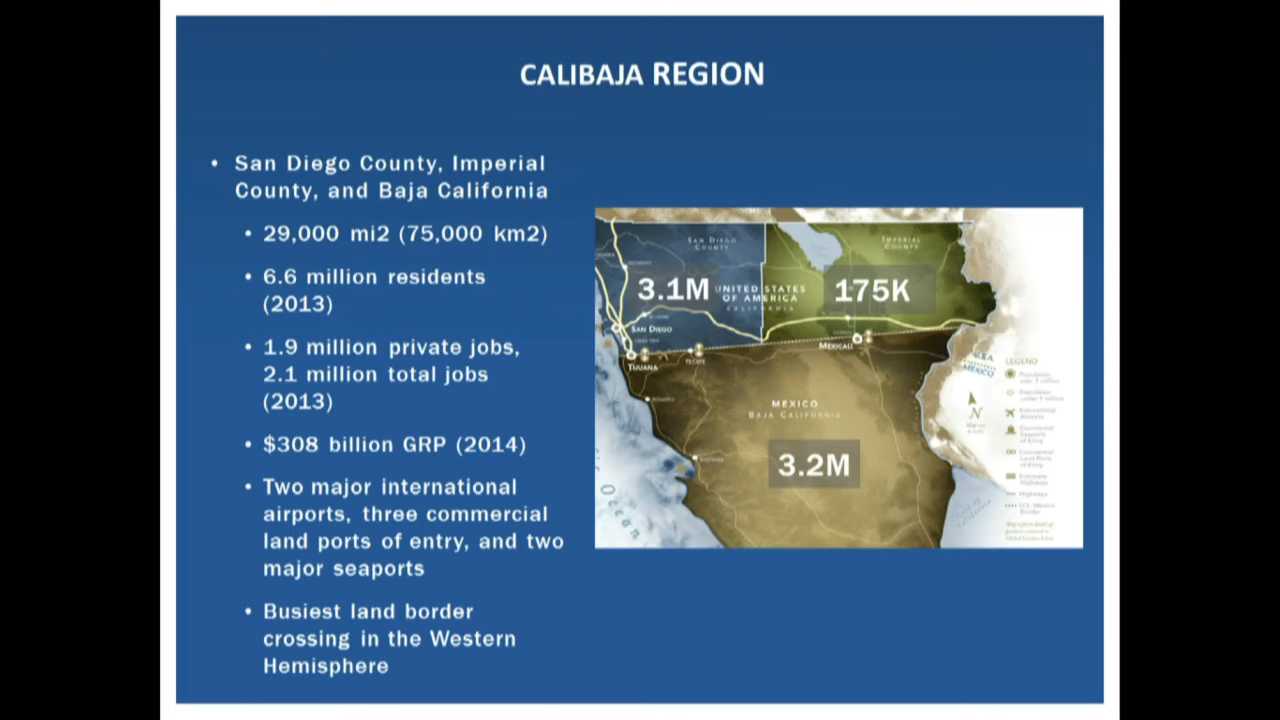 CALIBAJA REGION
• San Diego County, Imperial
County, and Baja California
• 29,000 mi2 (75,000 km2)
• 6.6 million residents
(2013)
• 1.9 million private jobs,
2.1 million total jobs
(2013)
• $308 billion GRP (2014)
• Two major international
airports, three commercial
land ports of entry, and two
major seaports
• Busiest land border
crossing in the Western
Hemisphere
SAN DIEGO
COUNTY
IMPERIAL
COUNTY
3.1M
UNITED STATES
OF AMERICA
CALIFORNIA
175K
SAN DIEGO
TIJUANA
TECATE
MEXICALI
MEXICO
BAJA CALIFORNIA
3.2M
Ocean
MEXICO
N
LEGEND